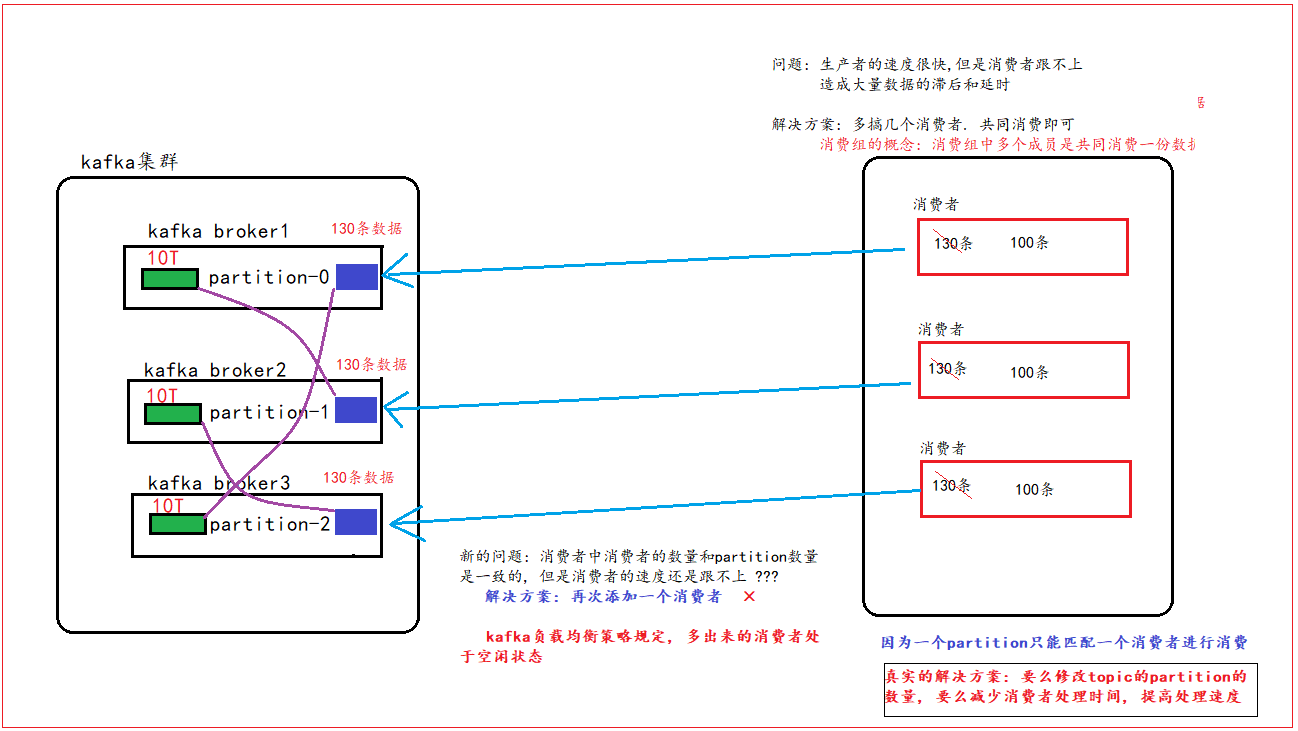 问题: 生产者的速度很快,但是消费者跟不上
造成大量数据的滞后和延时
据
解决方案: 多搞几个消费者. 共同消费即可
消费组的概念: 消费组中多个成员是共同消费一份数
kafka集群
消费者
kafka broker1
130条数据
130条 100条
10T
partition-0
消费者
kafka broker2
130条数据
130条 100条
10T
partition-1
消费者
kafka broker3
130条数据
130条 100条
10T
partition-2
新的问题: 消费者中消费者的数量和partition数量
是一致的, 但是消费者的速度还是跟不上 ???
解决方案: 再次添加一个消费者 ×
kafka负载均衡策略规定, 多出来的消费者处
于空闲状态
因为一个partition只能匹配一个消费者进行消费
真实的解决方案: 要么修改topic的partition的
数量, 要么减少消费者处理时间, 提高处理速度